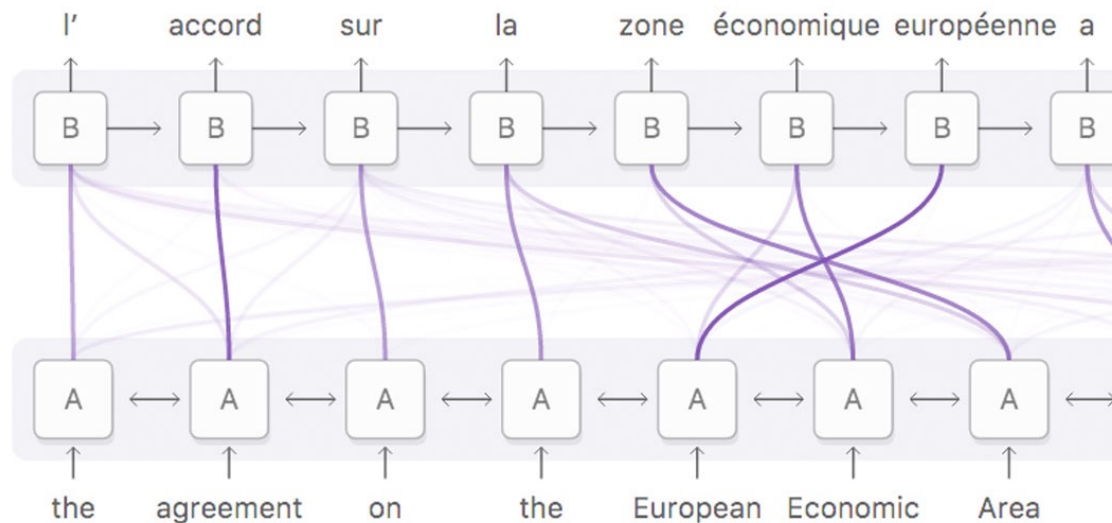 l’ accord sur la zone économique européenne a
B B B B B B B B
A A A A A A A
the agreement on the European Economic Area